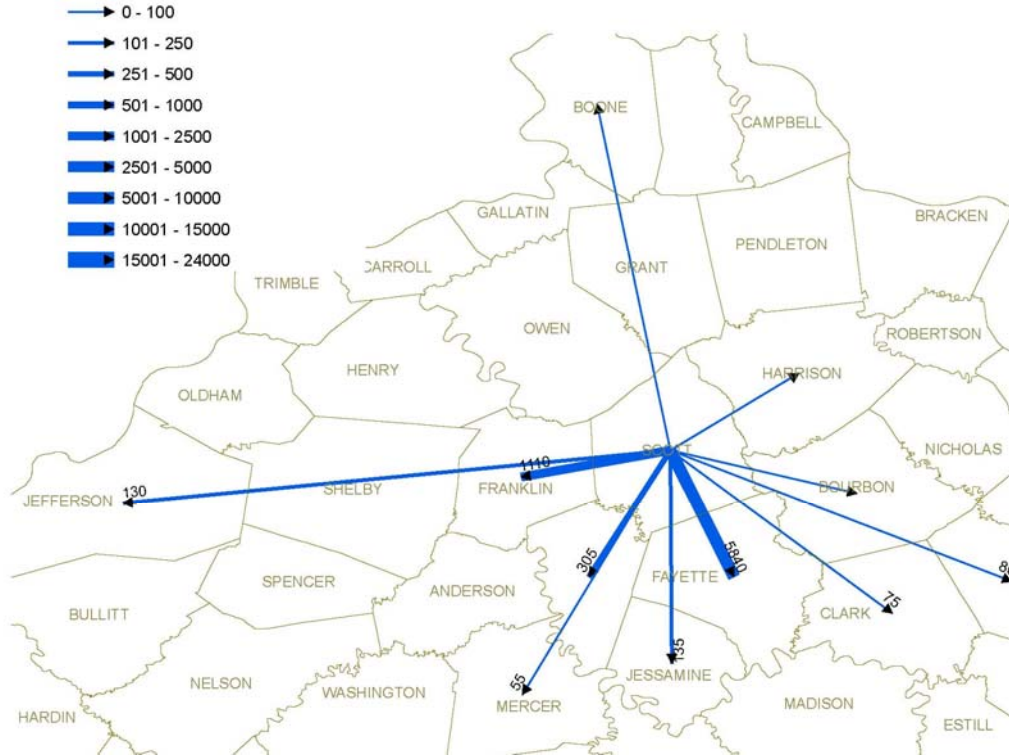 0 - 100
101 - 250
251 - 500
501 - 1000
1001 - 2500
2501 - 5000
5001 - 10000
10001 - 15000
15001 - 24000
BOONE
CAMPBELL
GALLATIN
BRACKEN
PENDLETON
CARROLL
GRANT
TRIMBLE
OWEN
ROBERTSON
HENRY
HARRISON
OLDHAM
SCOTT
NICHOLAS
1110
JEFFERSON
130
SHELBY
FRANKLIN
BOURBON
305
5840
FAYETTE
SPENCER
ANDERSON
75
CLARK
BULLITT
135
JESSAMINE
NELSON
WASHINGTON
55
MERCER
MADISON
HARDIN
ESTILL